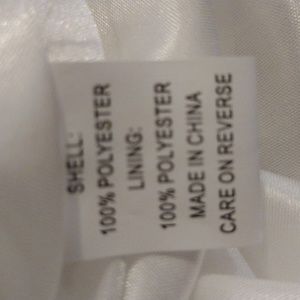 SHELL:
100% POLYESTER
LINING:
100% POLYESTER
MADE IN CHINA
CARE ON REVERSE